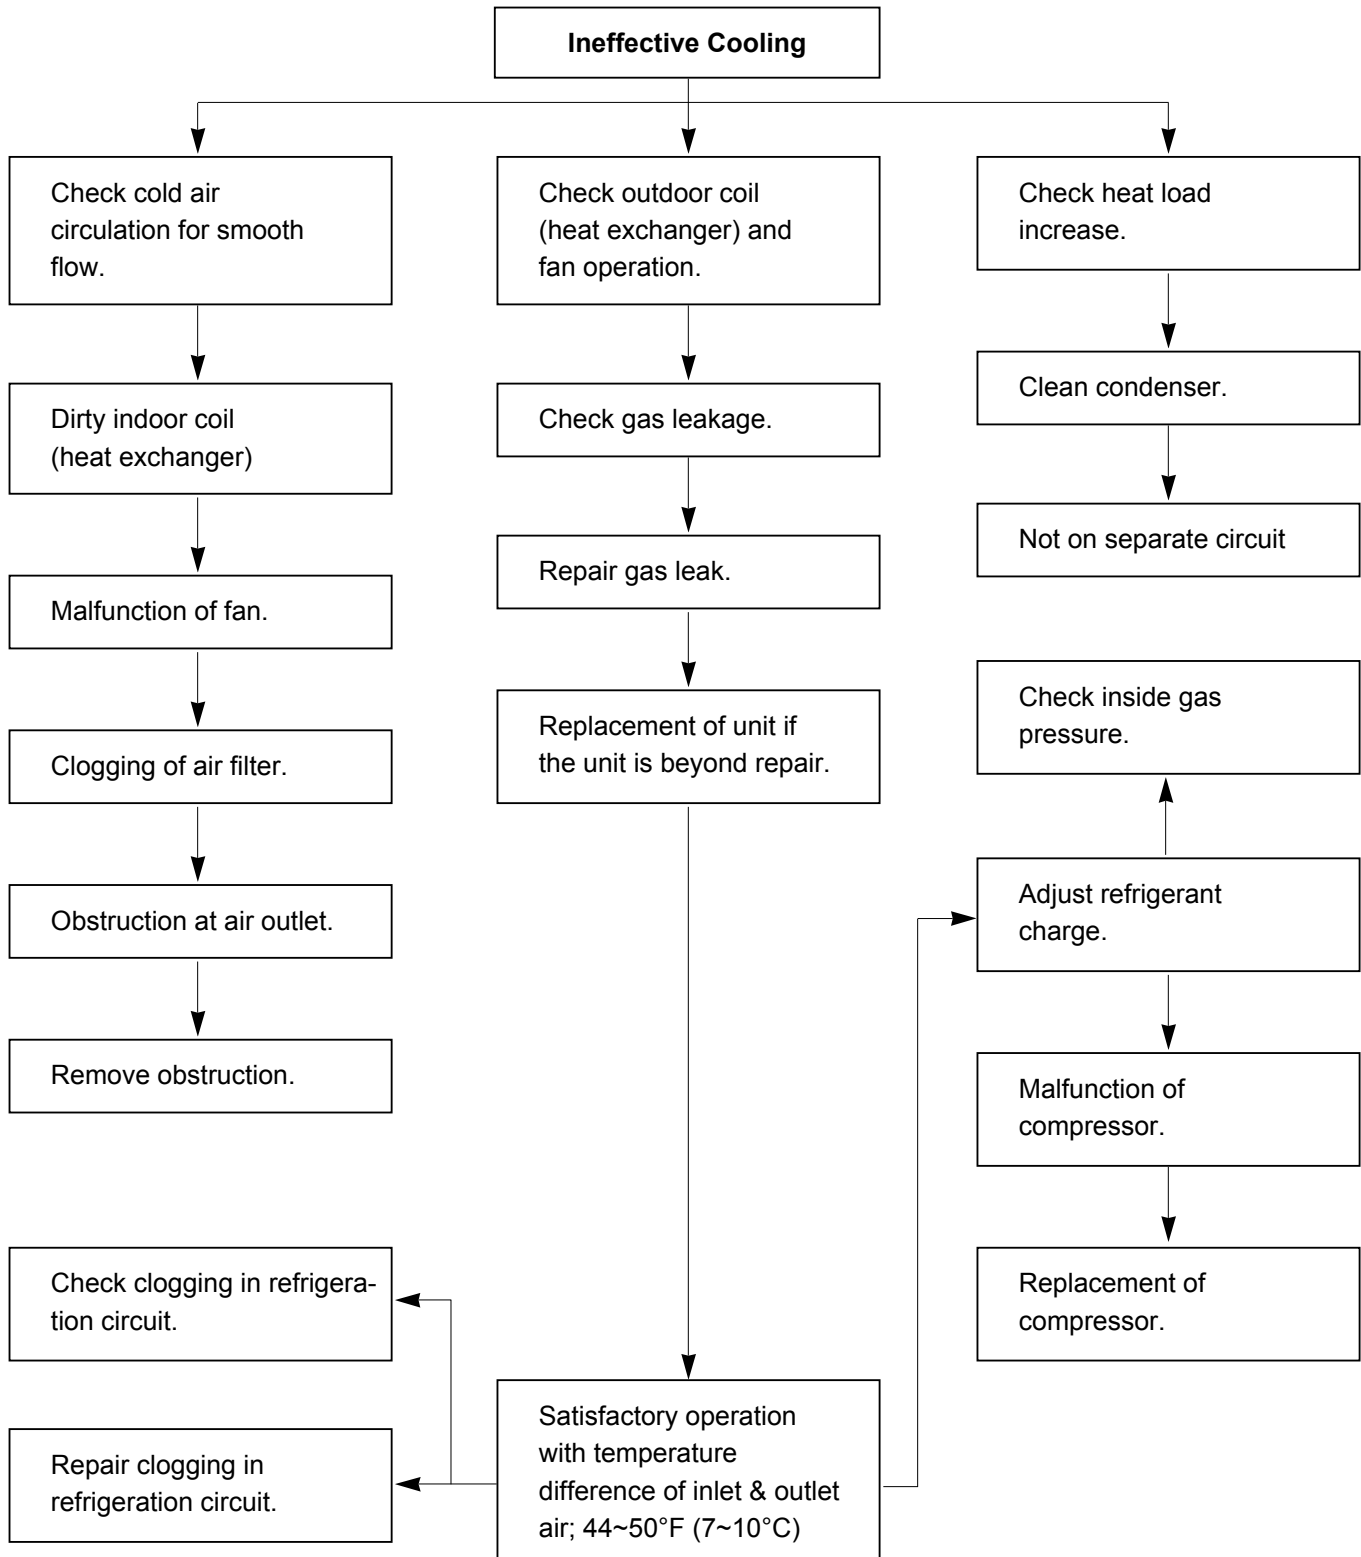 Ineffective Cooling
Check cold air
circulation for smooth
flow.
Dirty indoor coil
(heat exchanger)
Malfunction of fan.
Clogging of air filter.
Obstruction at air outlet.
Remove obstruction.
Check outdoor coil
(heat exchanger) and
fan operation.
Check gas leakage.
Repair gas leak.
Replacement of unit if
the unit is beyond repair.
Check heat load
increase.
Clean condenser.
Not on separate circuit
Check inside gas
pressure.
Adjust refrigerant
charge.
Malfunction of
compressor.
Replacement of
compressor.
Check clogging in refrigera-
tion circuit.
Repair clogging in
refrigeration circuit.
Satisfactory operation
with temperature
difference of inlet & outlet
air; 44~50°F (7~10°C)